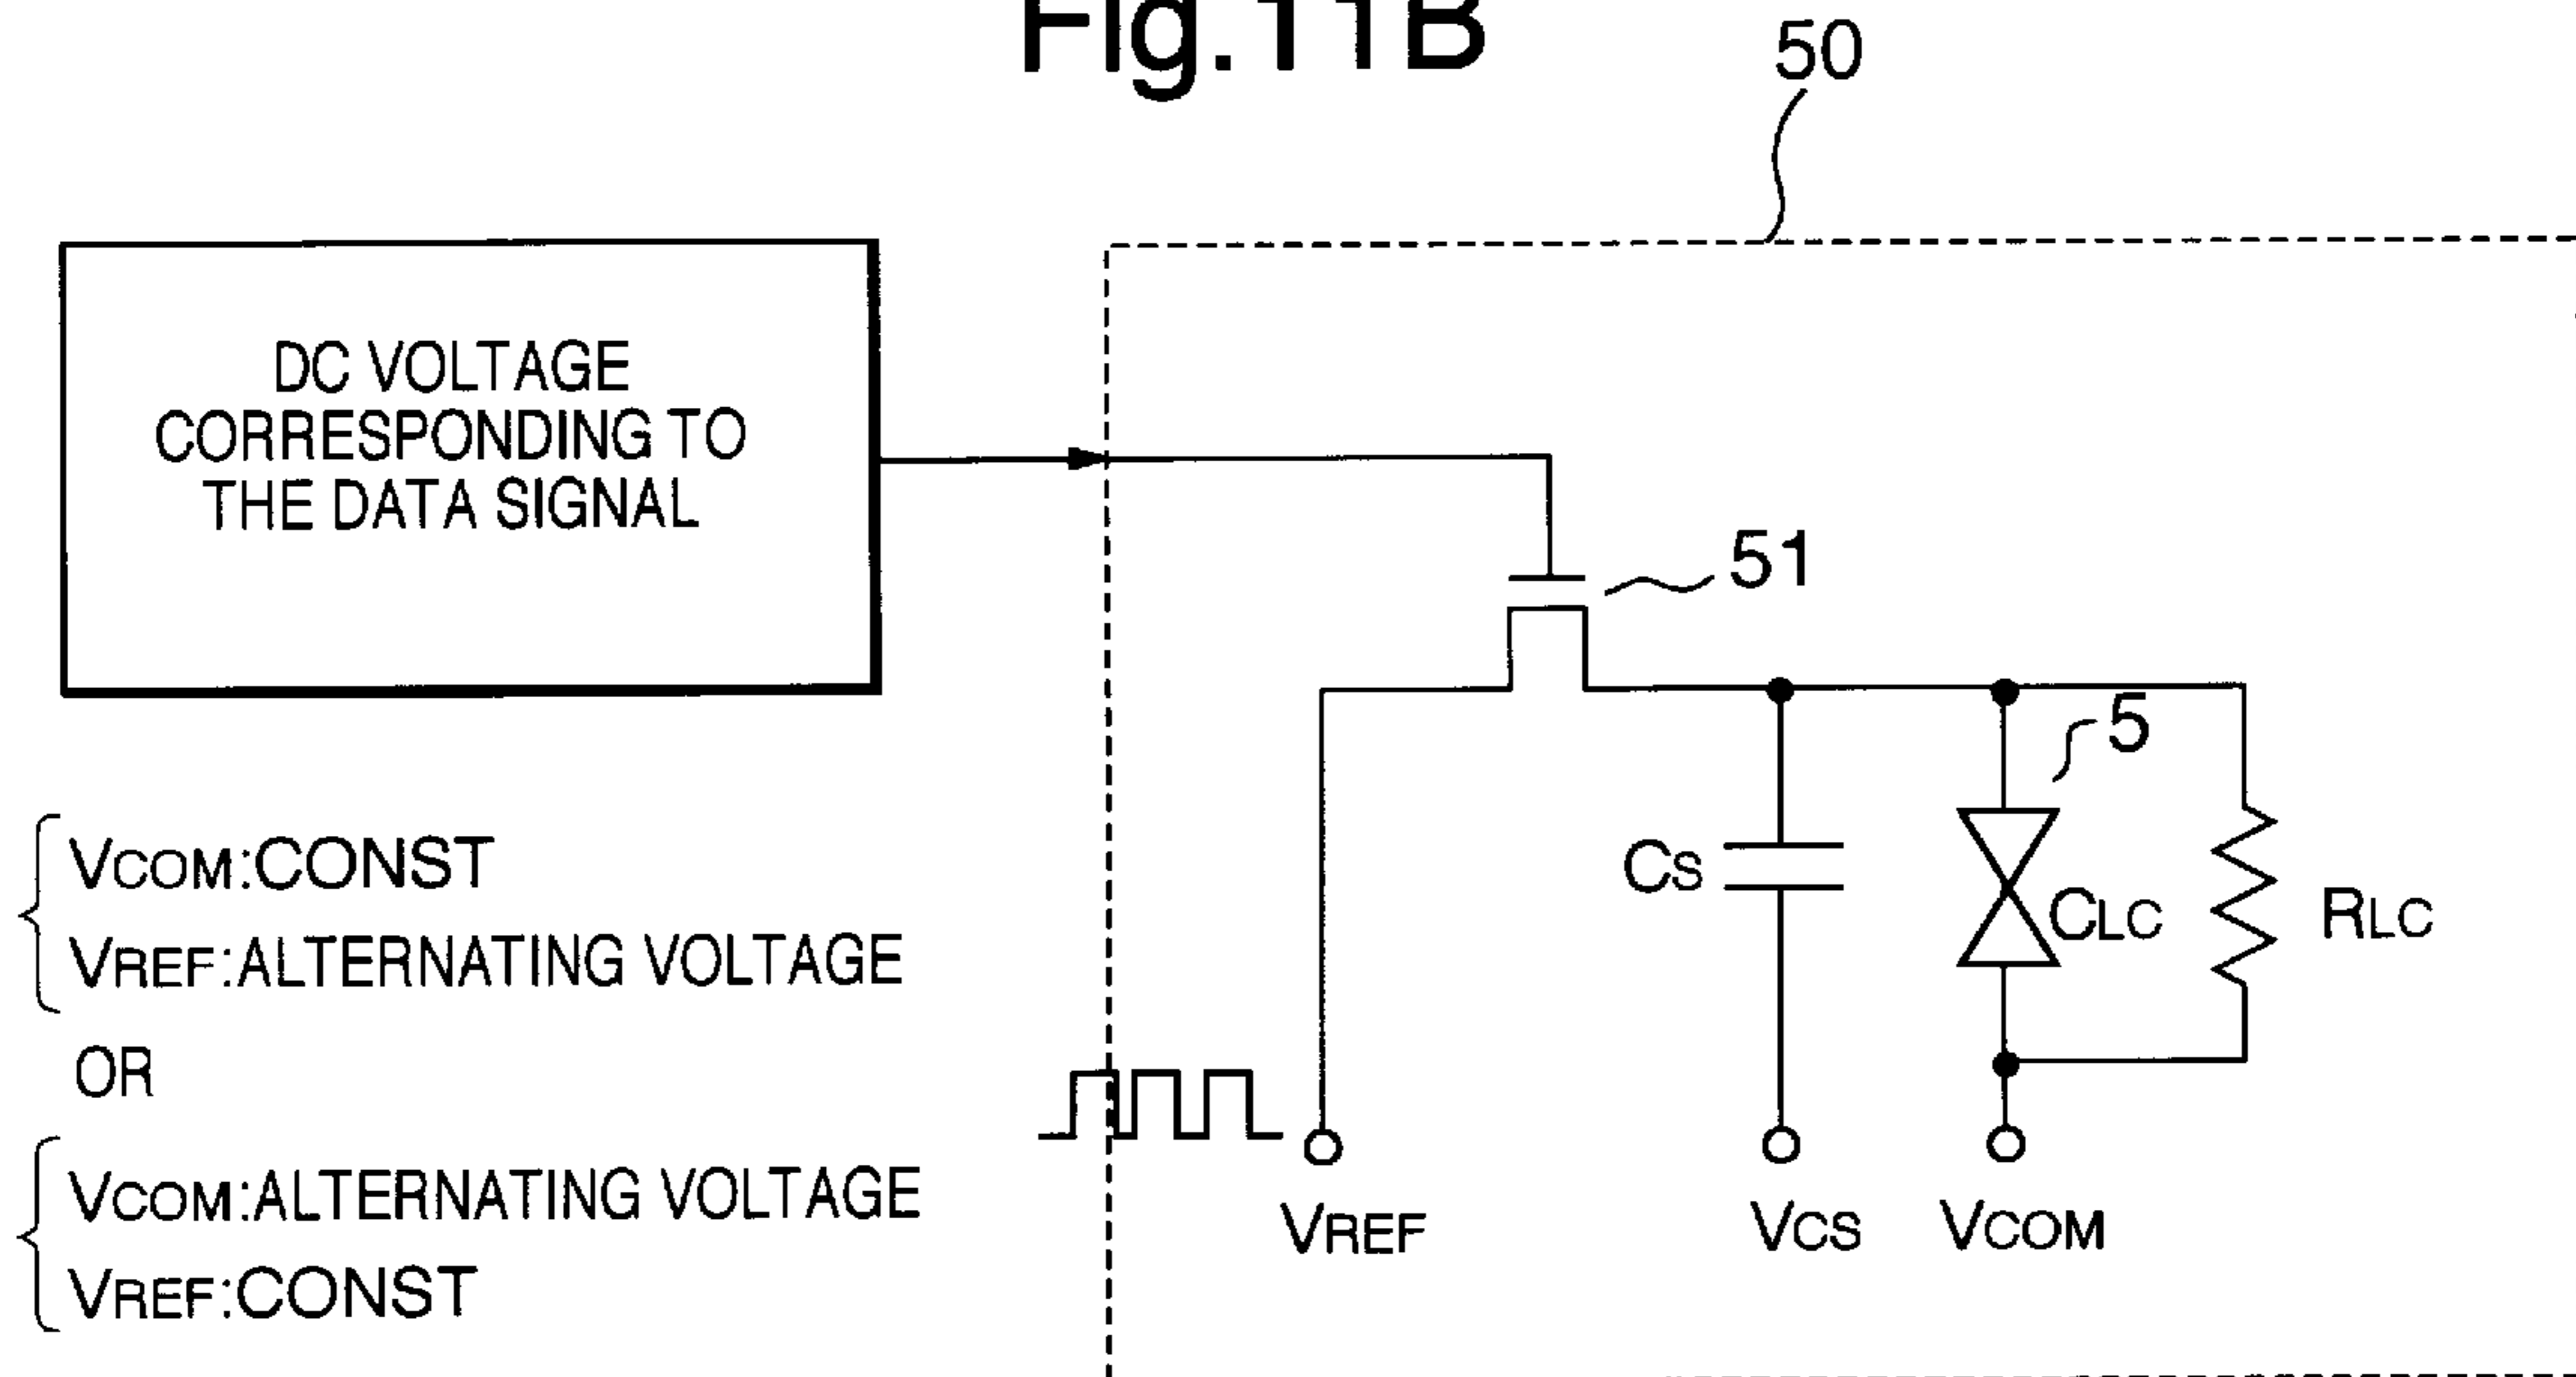 Fig.11B
50
DC VOLTAGE
CORRESPONDING TO
THE DATA SIGNAL
51
5
CS
CLC
RLC
VCOM:CONST
VREF:ALTERNATING VOLTAGE
OR
VCOM:ALTERNATING VOLTAGE
VREF:CONST
VREF
VCS
VCOM